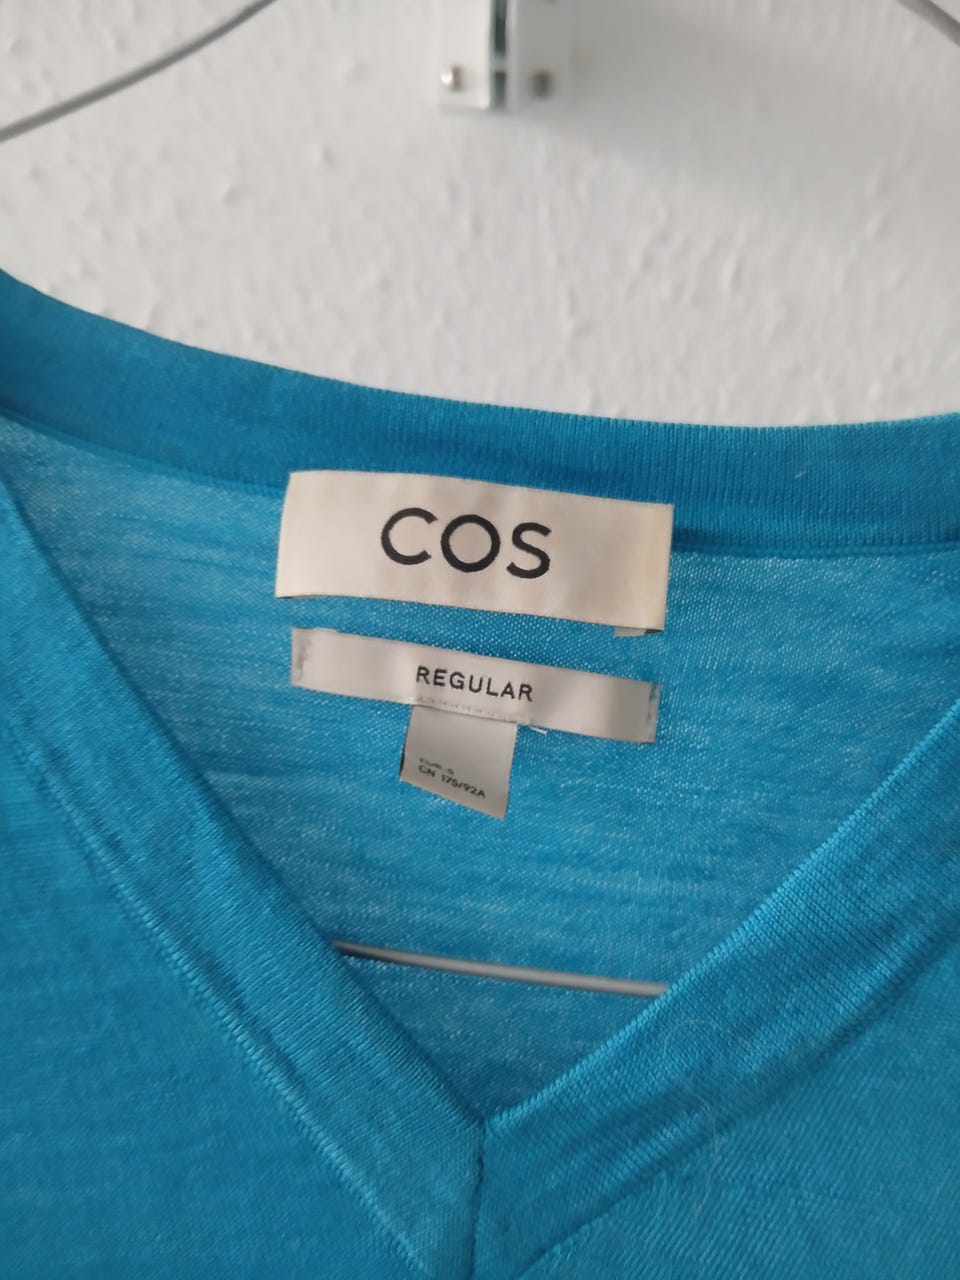 COS
REGULAR
EUR S
CN 175/92A